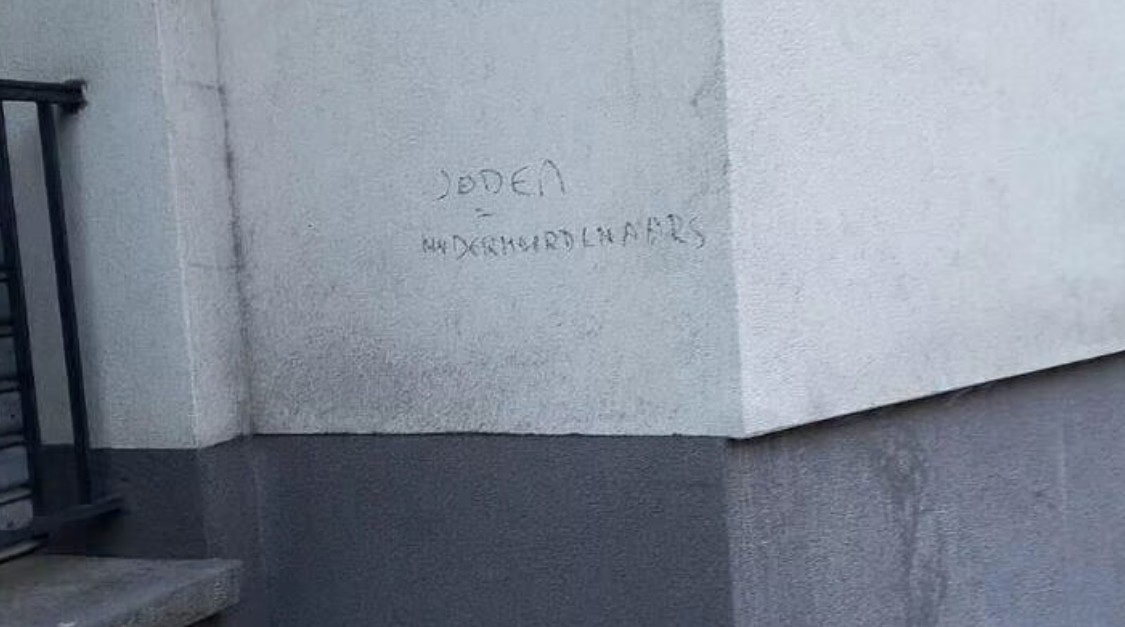 JODEN
=
KINDERMOORDENAARS